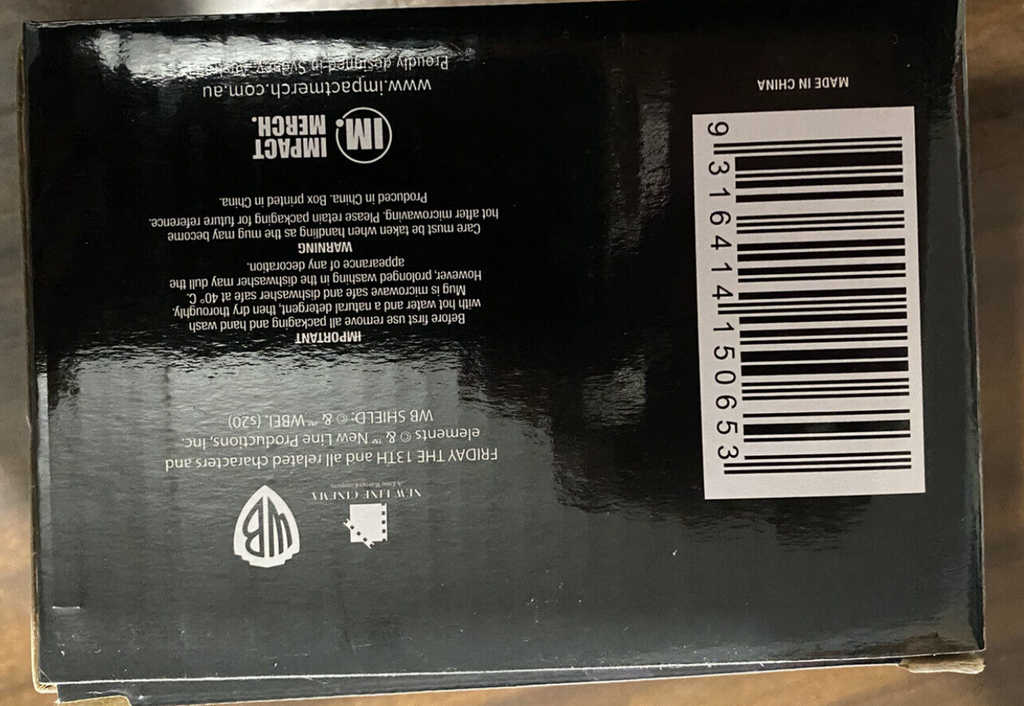 NEW LINE CINEMA
WB
FRIDAY THE 13TH and all related characters and
elements © & ™ New Line Productions, Inc.
WB SHIELD: © & ™ WBEI. (s20)
IMPORTANT
Before first use remove all packaging and hand wash
with hot water and a natural detergent, then dry thoroughly.
Mug is microwave safe and dishwasher safe at 40° C.
However, prolonged washing in the dishwasher may dull the
appearance of any decoration.
WARNING
Care must be taken when handling as the mug may become
hot after microwaving. Please retain packaging for future reference.
Produced in China. Box printed in China.
IM.
IMPACT
MERCH.
www.impactmerch.com.au
Proudly designed in Sydney, Australia
9 316414 150653
MADE IN CHINA